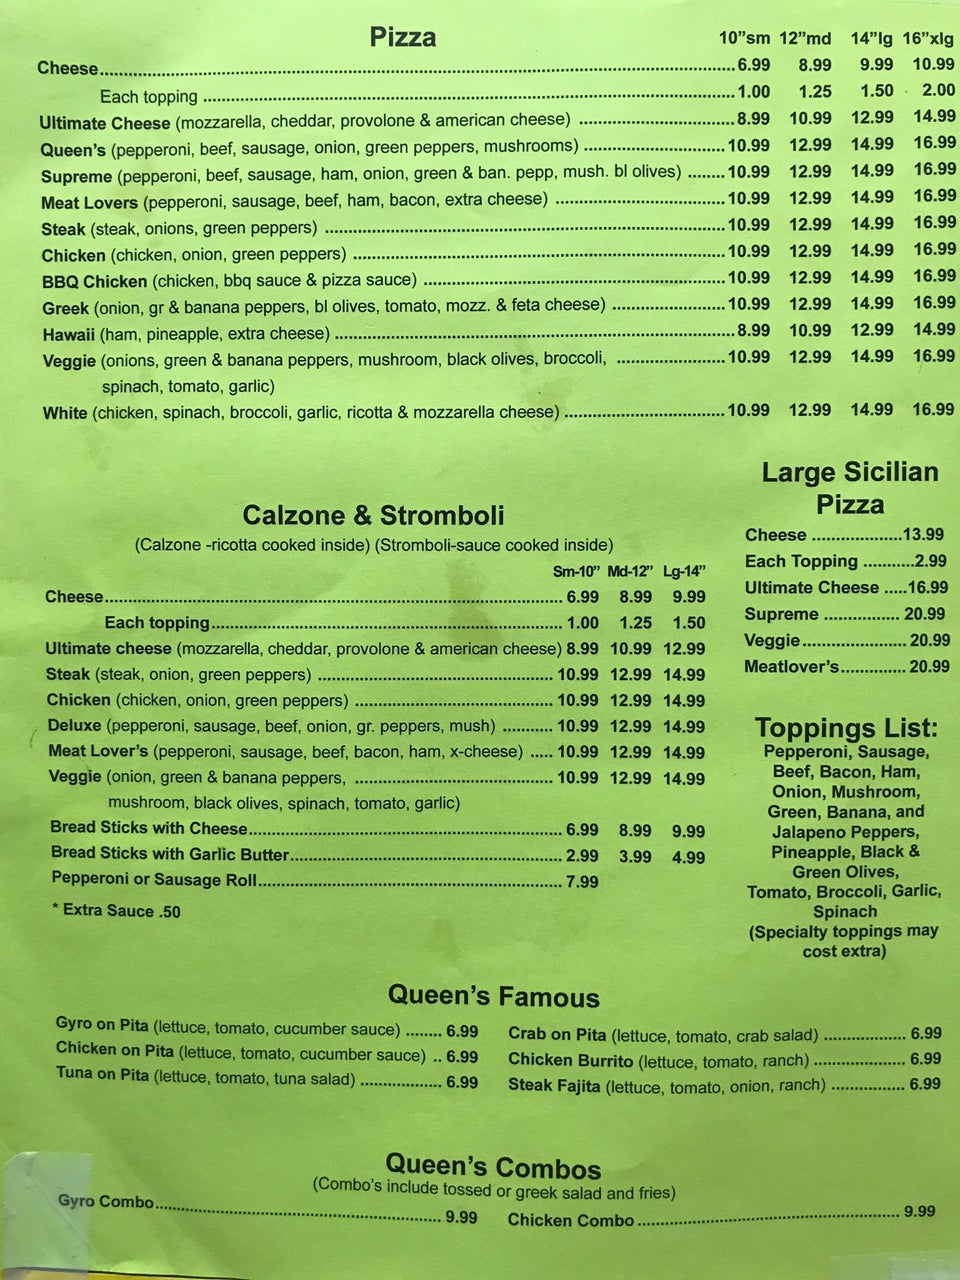 Pizza 10”sm 12”md 14”lg 16”xlg
Cheese 6.99 8.99 9.99 10.99
Each topping 1.00 1.25 1.50 2.00
Ultimate Cheese (mozzarella, cheddar, provolone & american cheese) 8.99 10.99 12.99 14.99
Queen’s (pepperoni, beef, sausage, onion, green peppers, mushrooms) 10.99 12.99 14.99 16.99
Supreme (pepperoni, beef, sausage, ham, onion, green & ban. pepp, mush. bl olives) 10.99 12.99 14.99 16.99
Meat Lovers (pepperoni, sausage, beef, ham, bacon, extra cheese) 10.99 12.99 14.99 16.99
Steak (steak, onions, green peppers) 10.99 12.99 14.99 16.99
Chicken (chicken, onion, green peppers) 10.99 12.99 14.99 16.99
BBQ Chicken (chicken, bbq sauce & pizza sauce) 10.99 12.99 14.99 16.99
Greek (onion, gr & banana peppers, bl olives, tomato, mozz. & feta cheese) 10.99 12.99 14.99 16.99
Hawaii (ham, pineapple, extra cheese) 8.99 10.99 12.99 14.99
Veggie (onions, green & banana peppers, mushroom, black olives, broccoli, 10.99 12.99 14.99 16.99
spinach, tomato, garlic)
White (chicken, spinach, broccoli, garlic, ricotta & mozzarella cheese) 10.99 12.99 14.99 16.99
Calzone & Stromboli
(Calzone -ricotta cooked inside) (Stromboli-sauce cooked inside)
Sm-10” Md-12” Lg-14”
Cheese 6.99 8.99 9.99
Each topping 1.00 1.25 1.50
Ultimate cheese (mozzarella, cheddar, provolone & american cheese) 8.99 10.99 12.99
Steak (steak, onion, green peppers) 10.99 12.99 14.99
Chicken (chicken, onion, green peppers) 10.99 12.99 14.99
Deluxe (pepperoni, sausage, beef, onion, gr. peppers, mush) 10.99 12.99 14.99
Meat Lover’s (pepperoni, sausage, beef, bacon, ham, x-cheese) 10.99 12.99 14.99
Veggie (onion, green & banana peppers, 10.99 12.99 14.99
mushroom, black olives, spinach, tomato, garlic)
Bread Sticks with Cheese 6.99 8.99 9.99
Bread Sticks with Garlic Butter 2.99 3.99 4.99
Pepperoni or Sausage Roll 7.99
* Extra Sauce .50
Large Sicilian
Pizza
Cheese 13.99
Each Topping 2.99
Ultimate Cheese 16.99
Supreme 20.99
Veggie 20.99
Meatlover’s 20.99
Toppings List:
Pepperoni, Sausage,
Beef, Bacon, Ham,
Onion, Mushroom,
Green, Banana, and
Jalapeno Peppers,
Pineapple, Black &
Green Olives,
Tomato, Broccoli, Garlic,
Spinach
(Specialty toppings may
cost extra)
Queen’s Famous
Gyro on Pita (lettuce, tomato, cucumber sauce) 6.99
Chicken on Pita (lettuce, tomato, cucumber sauce) 6.99
Tuna on Pita (lettuce, tomato, tuna salad) 6.99
Crab on Pita (lettuce, tomato, crab salad) 6.99
Chicken Burrito (lettuce, tomato, ranch) 6.99
Steak Fajita (lettuce, tomato, onion, ranch) 6.99
Queen’s Combos
(Combo’s include tossed or greek salad and fries)
Gyro Combo 9.99
Chicken Combo 9.99